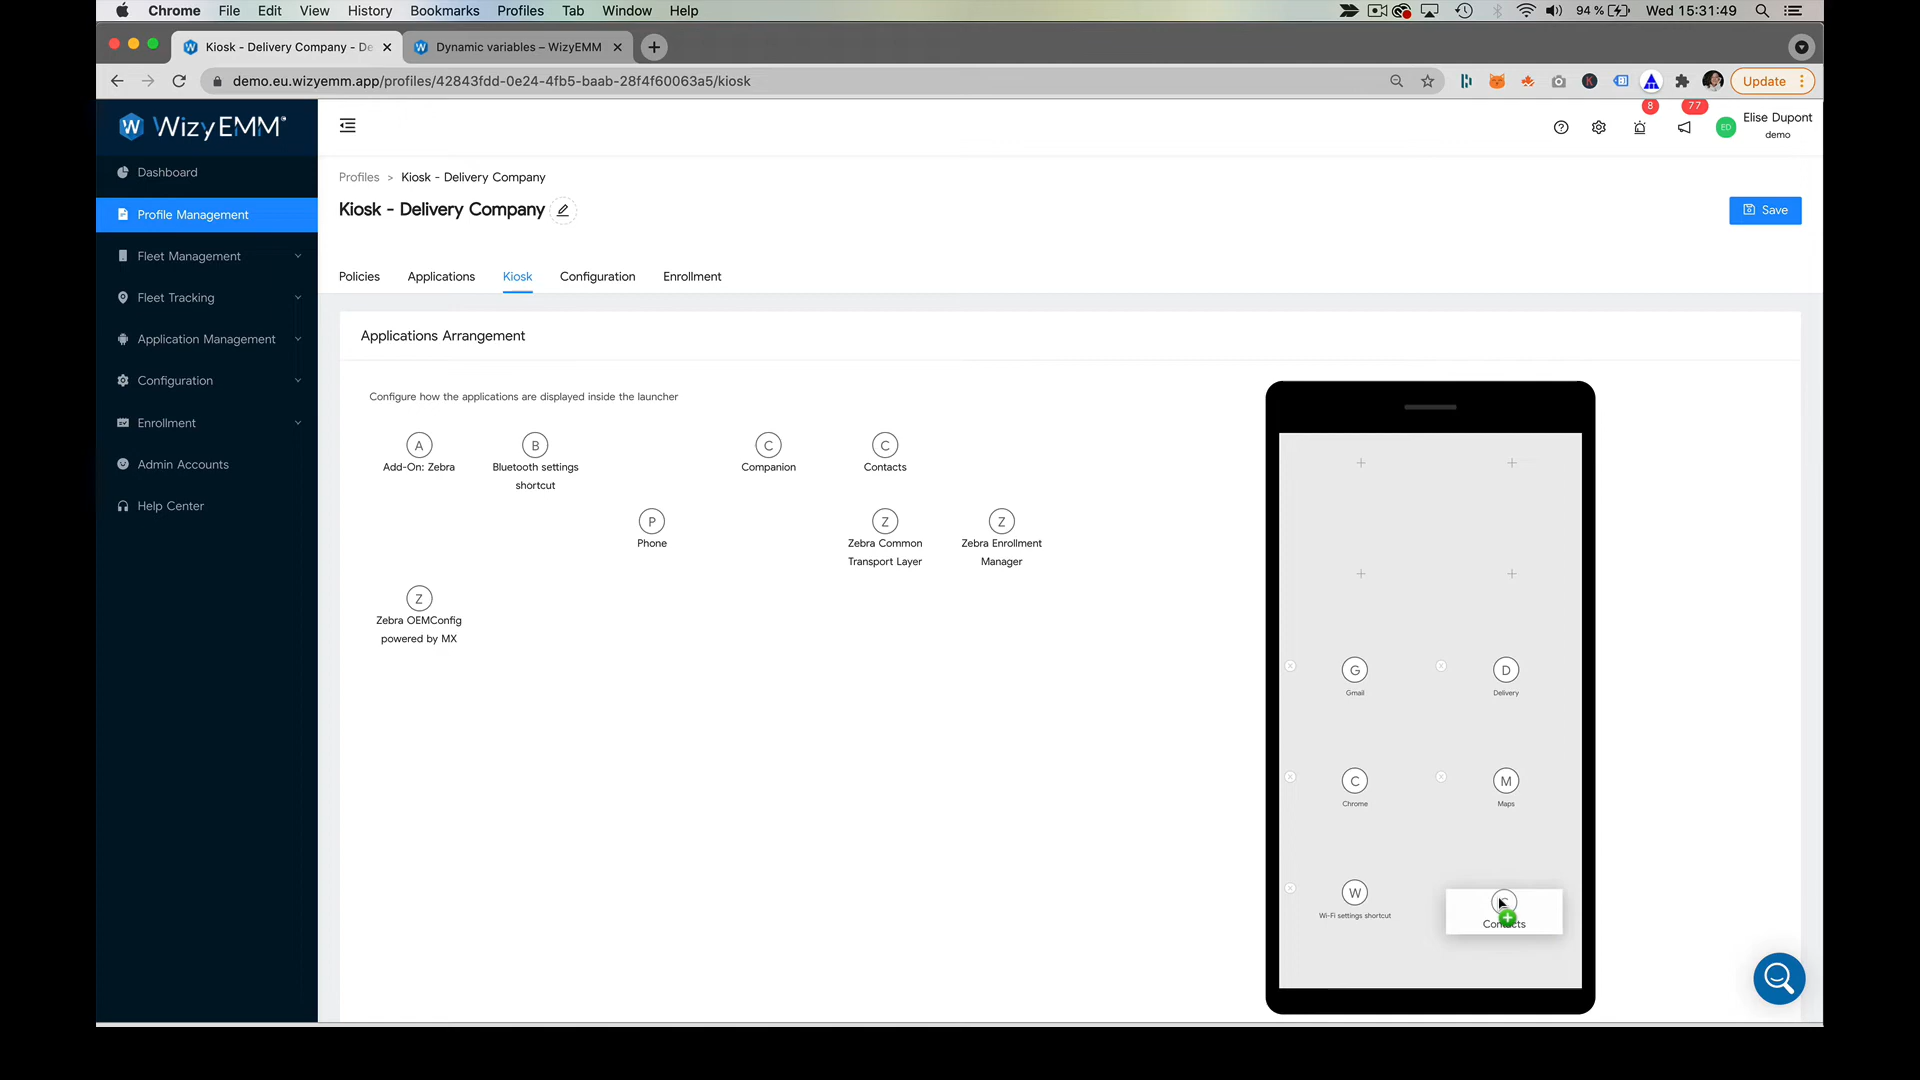 Chrome File Edit View History Bookmarks Profiles Tab Window Help 94 % Wed 15:31:49
Kiosk - Delivery Company - De
Dynamic variables – WizyEMM
demo.eu.wizyemm.app/profiles/42843fdd-0e24-4fb5-baab-28f4f60063a5/kiosk
Update
W WizyEMM
8
77
ED
Elise Dupont
demo
Dashboard
Profile Management
Fleet Management
Fleet Tracking
Application Management
Configuration
Enrollment
Admin Accounts
Help Center
Profiles > Kiosk - Delivery Company
Kiosk - Delivery Company
Save
Policies Applications Kiosk Configuration Enrollment
Applications Arrangement
Configure how the applications are displayed inside the launcher
A B C C
Add-On: Zebra
Bluetooth settings
shortcut
Companion
Contacts
P Z Z
Phone
Zebra Common
Transport Layer
Zebra Enrollment
Manager
Z
Zebra OEMConfig
powered by MX
G D
Gmail Delivery
C M
Chrome Maps
W
Wi-Fi settings shortcut
Contacts